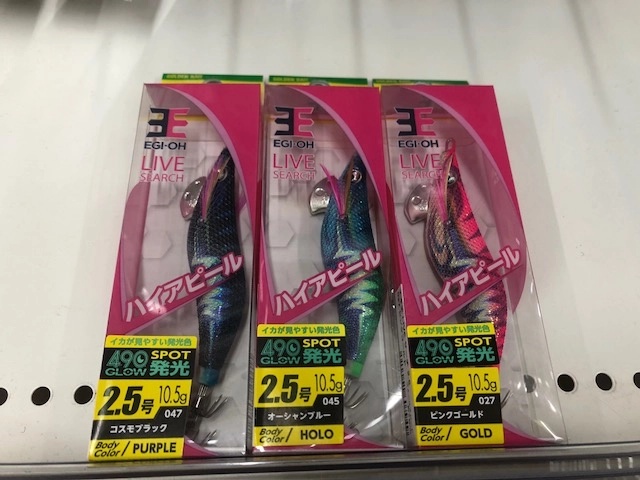 EGI-OH
LIVE
SEARCH
ハイアピール
イカが見やすい発光色
490
GLOW
SPOT
発光
2.5号 10.5g
047
コスモブラック
Body
Color / PURPLE
EGI-OH
LIVE
SEARCH
ハイアピール
イカが見やすい発光色
490
GLOW
SPOT
発光
2.5号 10.5g
045
オーシャンブルー
Body
Color / HOLO
EGI-OH
LIVE
SEARCH
ハイアピール
イカが見やすい発光色
490
GLOW
SPOT
発光
2.5号 10.5g
027
ピンクゴールド
Body
Color / GOLD